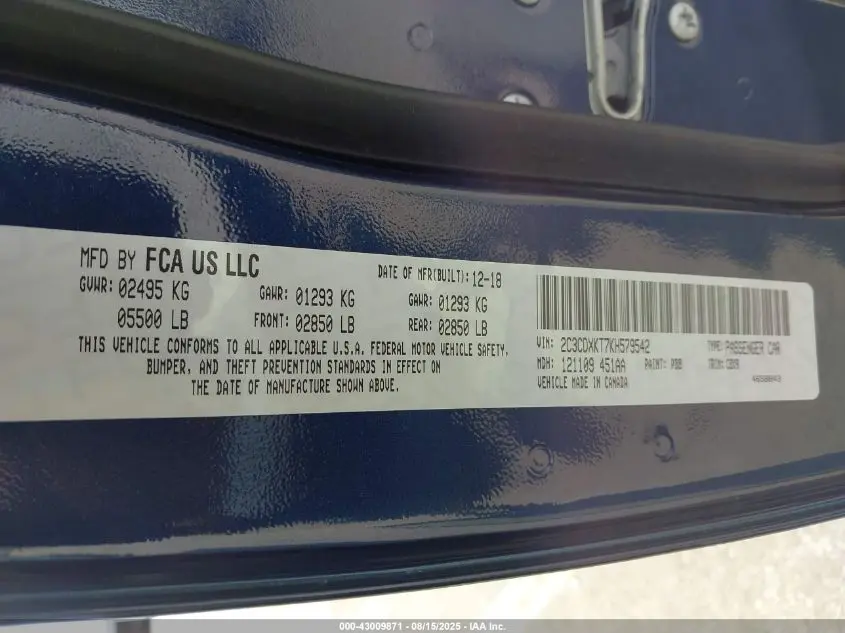 MFD BY FCA US LLC
DATE OF MFR(BUILT): 12-18
GVWR: 02495 KG
GAWR: 01293 KG
GAWR: 01293 KG
05500 LB
FRONT: 02850 LB
REAR: 02850 LB
THIS VEHICLE CONFORMS TO ALL APPLICABLE U.S.A. FEDERAL MOTOR VEHICLE SAFETY,
BUMPER, AND THEFT PREVENTION STANDARDS IN EFFECT ON
THE DATE OF MANUFACTURE SHOWN ABOVE.
VIN: 2C3CDXKT7KH579542
TYPE: PASSENGER CAR
MDH: 121109 451AA
PAINT: PBB
TRIM:
VEHICLE MADE IN CANADA
000-43009871 | 08/15/2025 | IAA Inc.